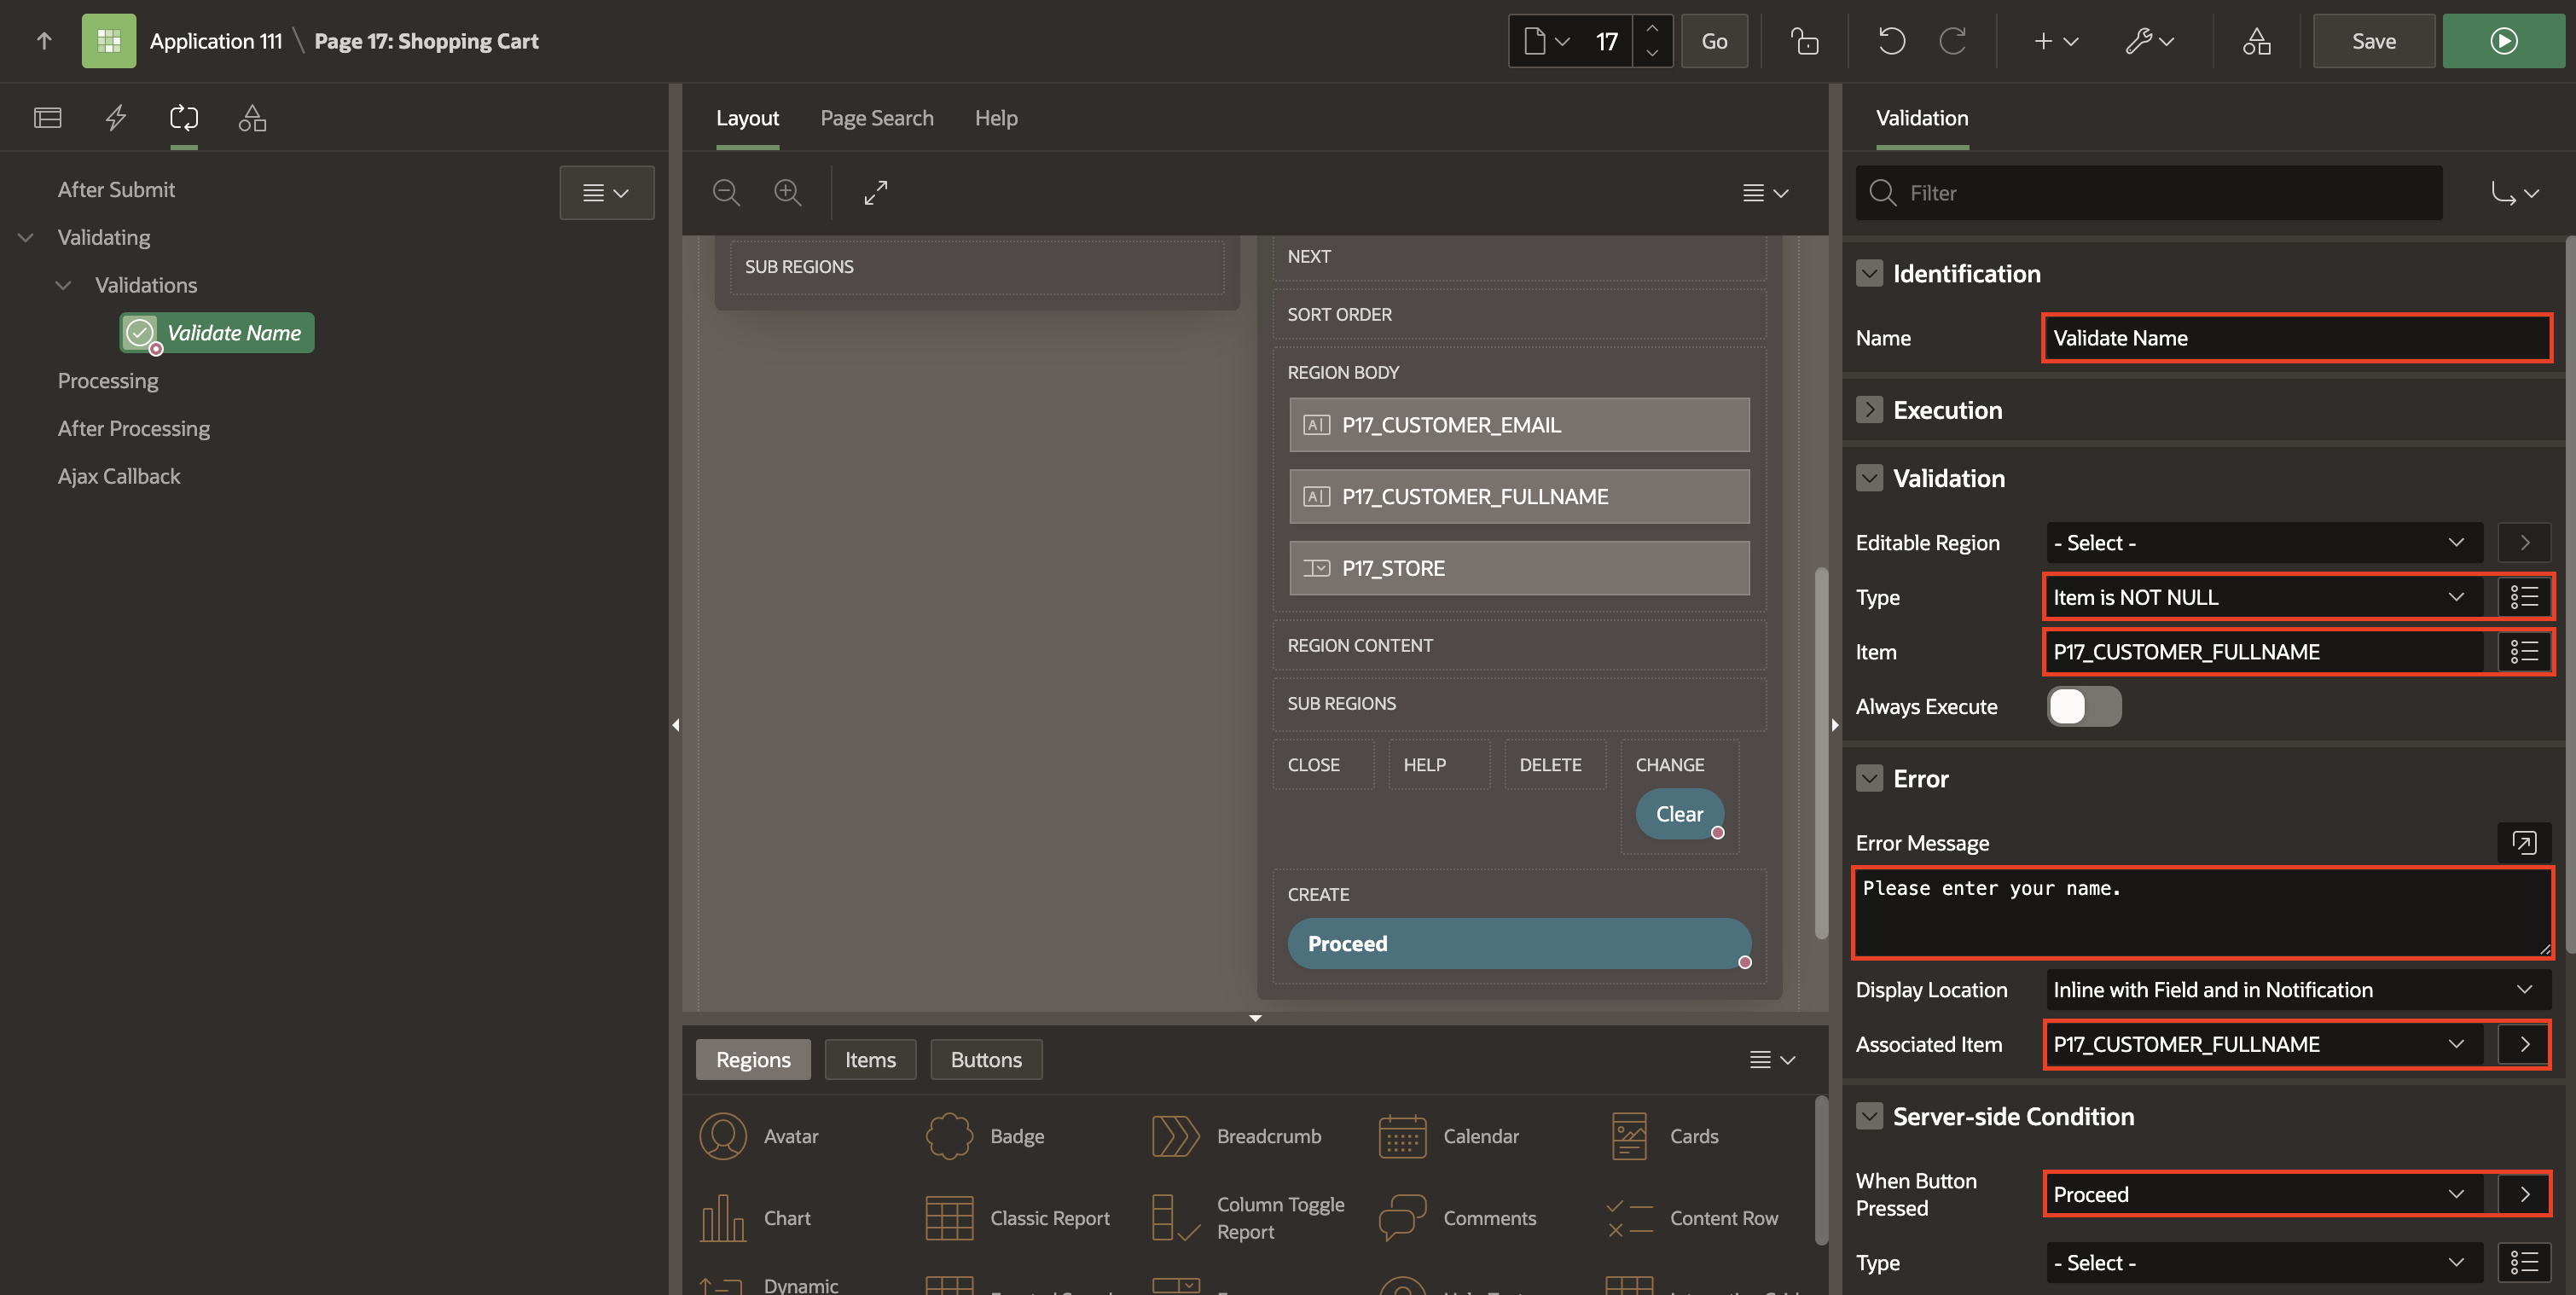 Application 111 \ Page 17: Shopping Cart
17
Go
Save
After Submit
Validating
Validations
Validate Name
Processing
After Processing
Ajax Callback
Layout
Page Search
Help
SUB REGIONS
NEXT
SORT ORDER
REGION BODY
P17_CUSTOMER_EMAIL
P17_CUSTOMER_FULLNAME
P17_STORE
REGION CONTENT
SUB REGIONS
CLOSE
HELP
DELETE
CHANGE
Clear
CREATE
Proceed
Regions
Items
Buttons
Avatar
Badge
Breadcrumb
Calendar
Cards
Chart
Classic Report
Column Toggle
Report
Comments
Content Row
Dynamic
Validation
Filter
Identification
Name
Validate Name
Execution
Validation
Editable Region
- Select -
Type
Item is NOT NULL
Item
P17_CUSTOMER_FULLNAME
Always Execute
Error
Error Message
Please enter your name.
Display Location
Inline with Field and in Notification
Associated Item
P17_CUSTOMER_FULLNAME
Server-side Condition
When Button
Pressed
Proceed
Type
- Select -